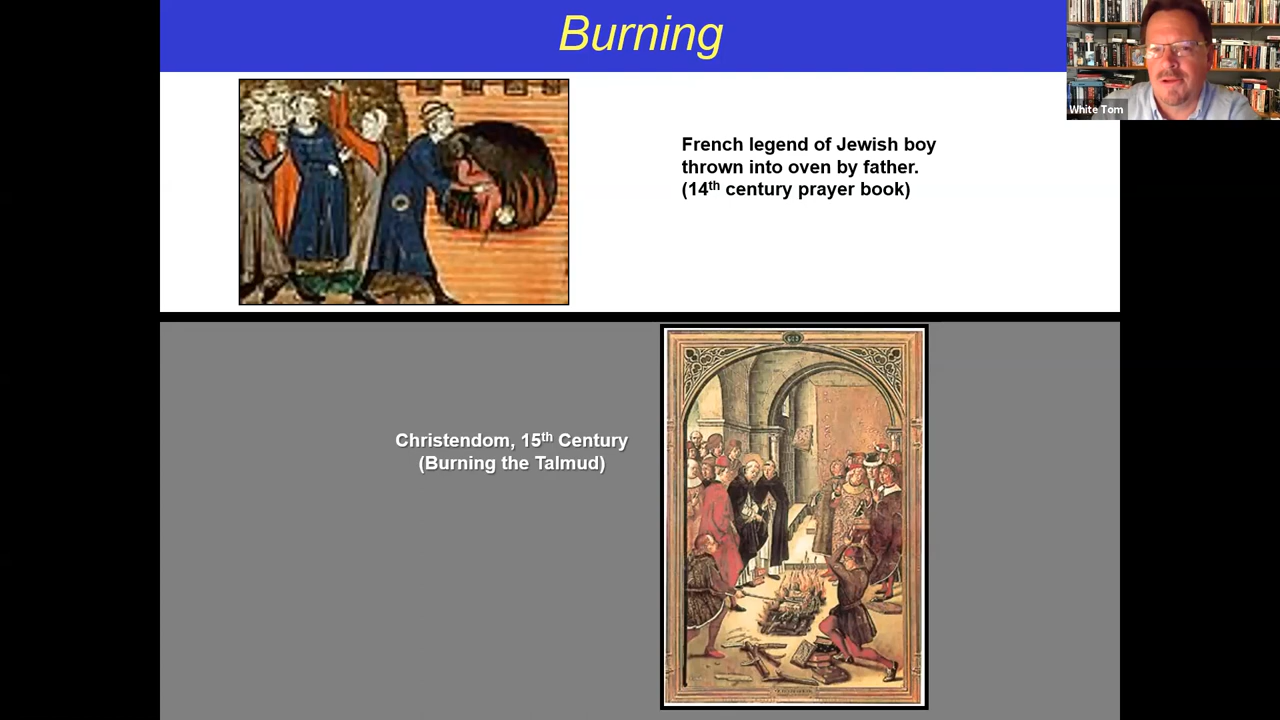 Burning
White Tom
French legend of Jewish boy
thrown into oven by father.
(14th century prayer book)
Christendom, 15th Century
(Burning the Talmud)